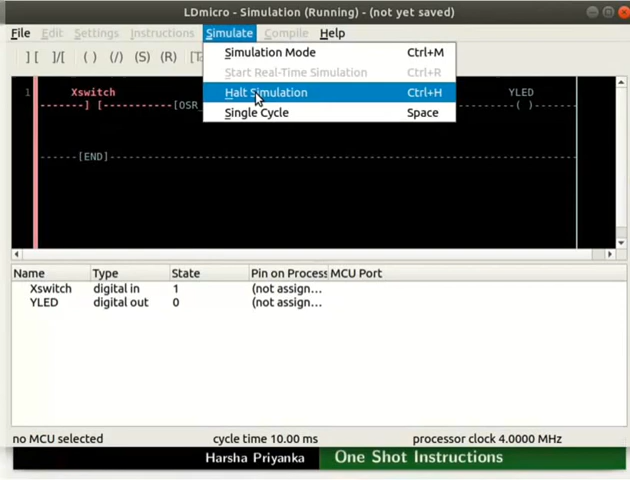 LDmicro - Simulation (Running) - (not yet saved)
File Edit Settings Instructions Simulate Compile Help
] [ ]/[ ( ) (/) (S) (R)
Simulation Mode Ctrl+M
Start Real-Time Simulation Ctrl+R
Halt Simulation Ctrl+H
Single Cycle Space
1 Xswitch YLED
-------] [-----------[OSR ( )
------[END]
Name Type State Pin on Process MCU Port
Xswitch digital in 1 (not assign...
YLED digital out 0 (not assign...
no MCU selected cycle time 10.00 ms processor clock 4.0000 MHz
Harsha Priyanka One Shot Instructions